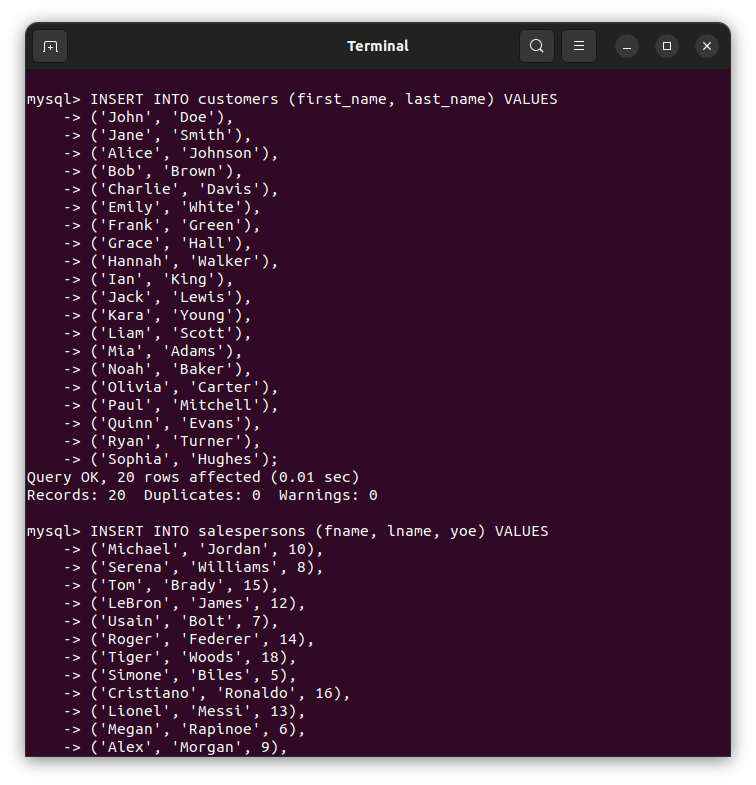 Terminal
mysql> INSERT INTO customers (first_name, last_name) VALUES
    -> ('John', 'Doe'),
    -> ('Jane', 'Smith'),
    -> ('Alice', 'Johnson'),
    -> ('Bob', 'Brown'),
    -> ('Charlie', 'Davis'),
    -> ('Emily', 'White'),
    -> ('Frank', 'Green'),
    -> ('Grace', 'Hall'),
    -> ('Hannah', 'Walker'),
    -> ('Ian', 'King'),
    -> ('Jack', 'Lewis'),
    -> ('Kara', 'Young'),
    -> ('Liam', 'Scott'),
    -> ('Mia', 'Adams'),
    -> ('Noah', 'Baker'),
    -> ('Olivia', 'Carter'),
    -> ('Paul', 'Mitchell'),
    -> ('Quinn', 'Evans'),
    -> ('Ryan', 'Turner'),
    -> ('Sophia', 'Hughes');
Query OK, 20 rows affected (0.01 sec)
Records: 20  Duplicates: 0  Warnings: 0
mysql> INSERT INTO salespersons (fname, lname, yoe) VALUES
    -> ('Michael', 'Jordan', 10),
    -> ('Serena', 'Williams', 8),
    -> ('Tom', 'Brady', 15),
    -> ('LeBron', 'James', 12),
    -> ('Usain', 'Bolt', 7),
    -> ('Roger', 'Federer', 14),
    -> ('Tiger', 'Woods', 18),
    -> ('Simone', 'Biles', 5),
    -> ('Cristiano', 'Ronaldo', 16),
    -> ('Lionel', 'Messi', 13),
    -> ('Megan', 'Rapinoe', 6),
    -> ('Alex', 'Morgan', 9),